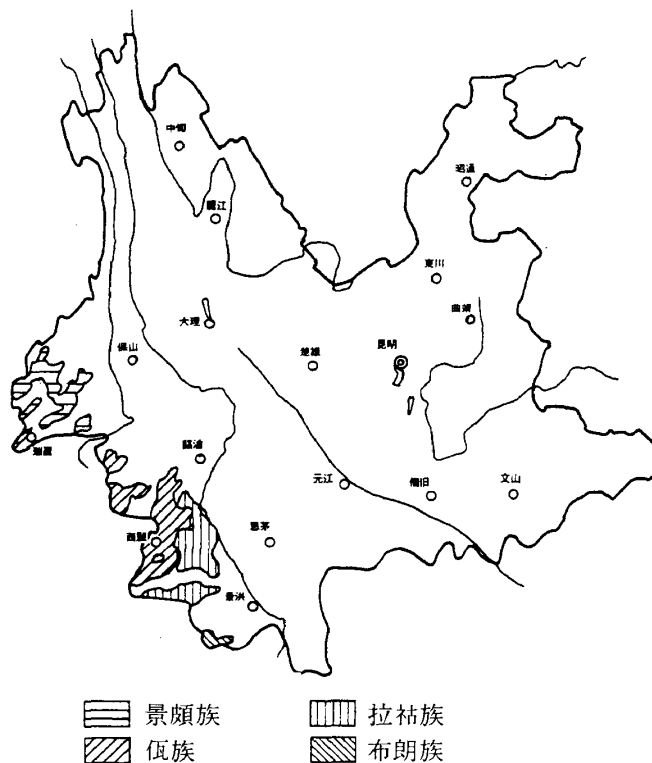 中甸
昭通
麗江
東川
曲靖
大理
保山
楚雄
昆明
瑞麗
臨滄
元江
個旧
文山
西盟
思茅
景洪
景頗族
拉祜族
佤族
布朗族